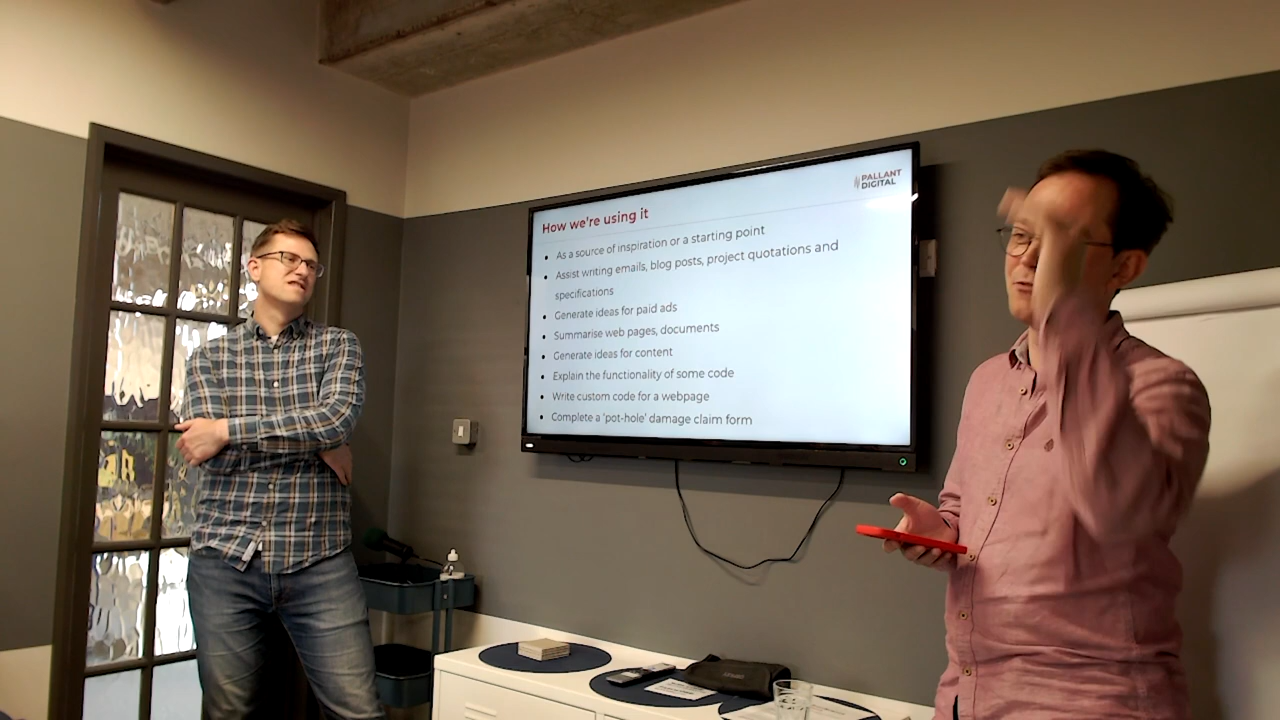 PALLANT
DIGITAL
How we're using it
As a source of inspiration or a starting point
Assist writing emails, blog posts, project quotations and
specifications
Generate ideas for paid ads
Summarise web pages, documents
Generate ideas for content
Explain the functionality of some code
Write custom code for a webpage
Complete a 'pot-hole' damage claim form